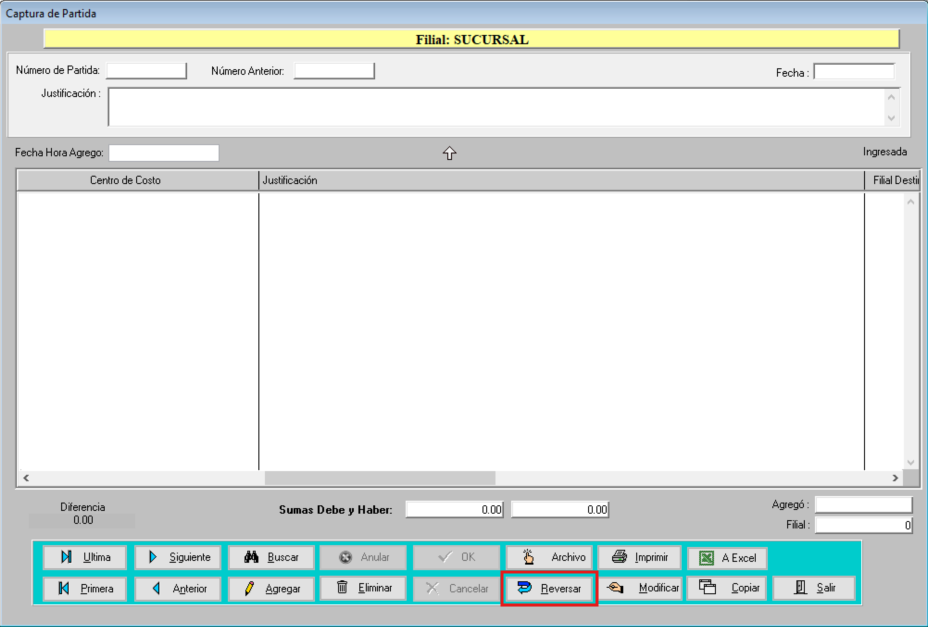 Captura de Partida
Filial: SUCURSAL
Número de Partida:
Número Anterior:
Fecha :
Justificación :
Fecha Hora Agrego:
Ingresada
Centro de Costo
Justificación
Filial Desti
Diferencia
0.00
Sumas Debe y Haber:
0.00
0.00
Agregó :
Filial :
0
Ultima
Siguiente
Buscar
Anular
OK
Archivo
Imprimir
A Excel
Primera
Anterior
Agregar
Eliminar
Cancelar
Reversar
Modificar
Copiar
Salir